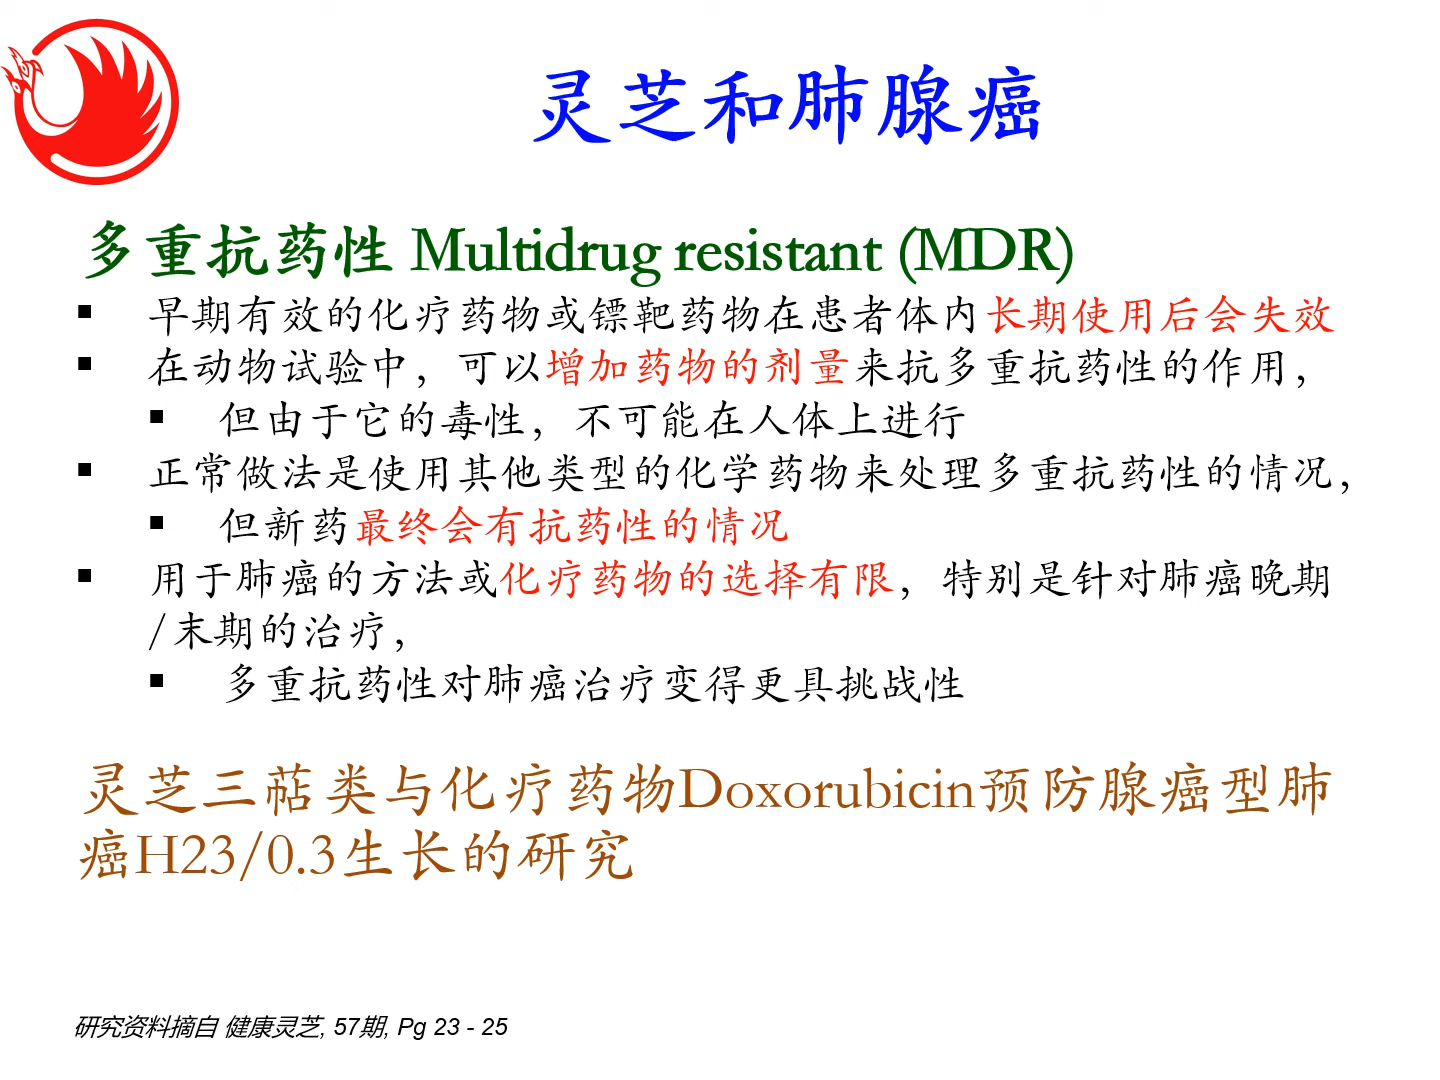 灵芝和肺腺癌
多重抗药性 Multidrug resistant (MDR)
▪ 早期有效的化疗药物或镖靶药物在患者体内长期使用后会失效
▪ 在动物试验中，可以增加药物的剂量来抗多重抗药性的作用，
▪ 但由于它的毒性，不可能在人体上进行
▪ 正常做法是使用其他类型的化学药物来处理多重抗药性的情况，
▪ 但新药最终会有抗药性的情况
▪ 用于肺癌的方法或化疗药物的选择有限，特别是针对肺癌晚期
/末期的治疗，
▪ 多重抗药性对肺癌治疗变得更具挑战性
灵芝三萜类与化疗药物Doxorubicin预防腺癌型肺
癌H23/0.3生长的研究
研究资料摘自 健康灵芝, 57期, Pg 23 - 25